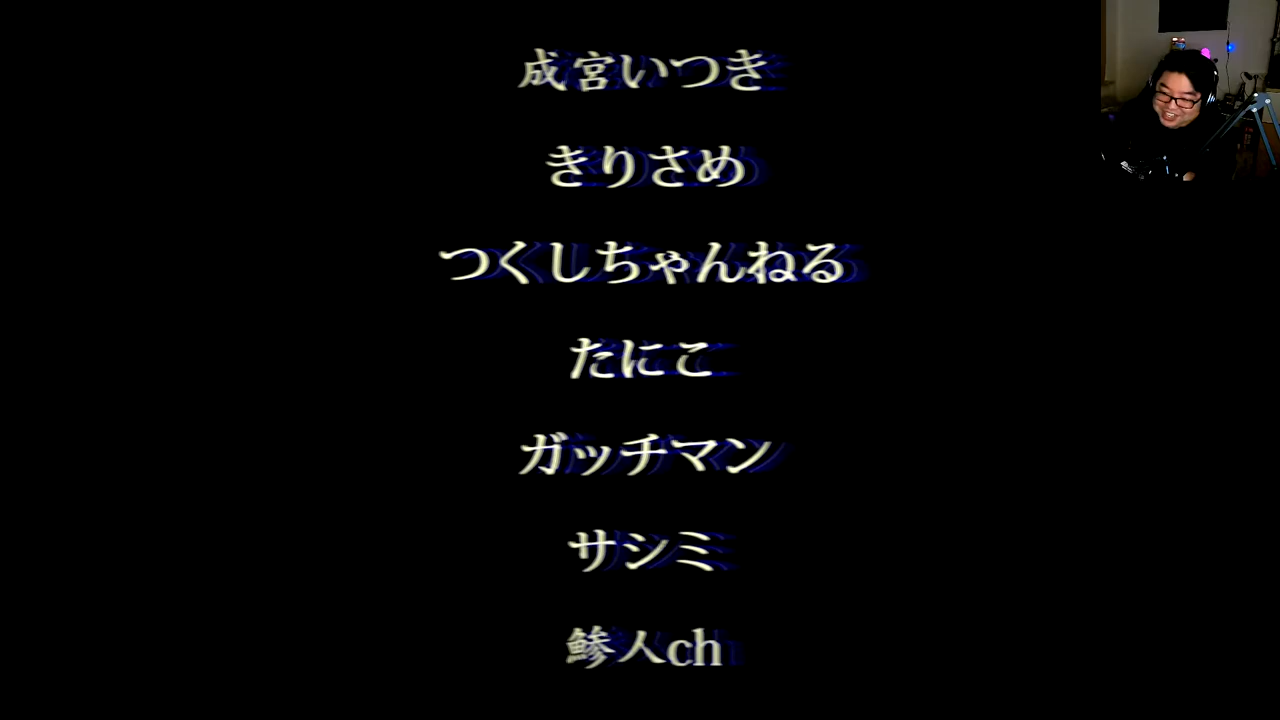 成宮いつき
きりさめ
つくしちゃんねる
たにこ
ガッチマン
サシミ
鯵人ch